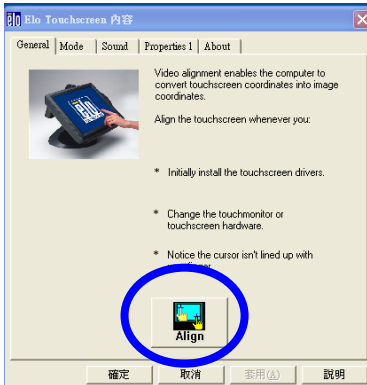 Elo Touchscreen 內容
General Mode Sound Properties 1 About
Video alignment enables the computer to
convert touchscreen coordinates into image
coordinates.
Align the touchscreen whenever you:
* Initially install the touchscreen drivers.
* Change the touchmonitor or
touchscreen hardware.
* Notice the cursor isn't lined up with
Align
確定 取消 套用(A) 說明